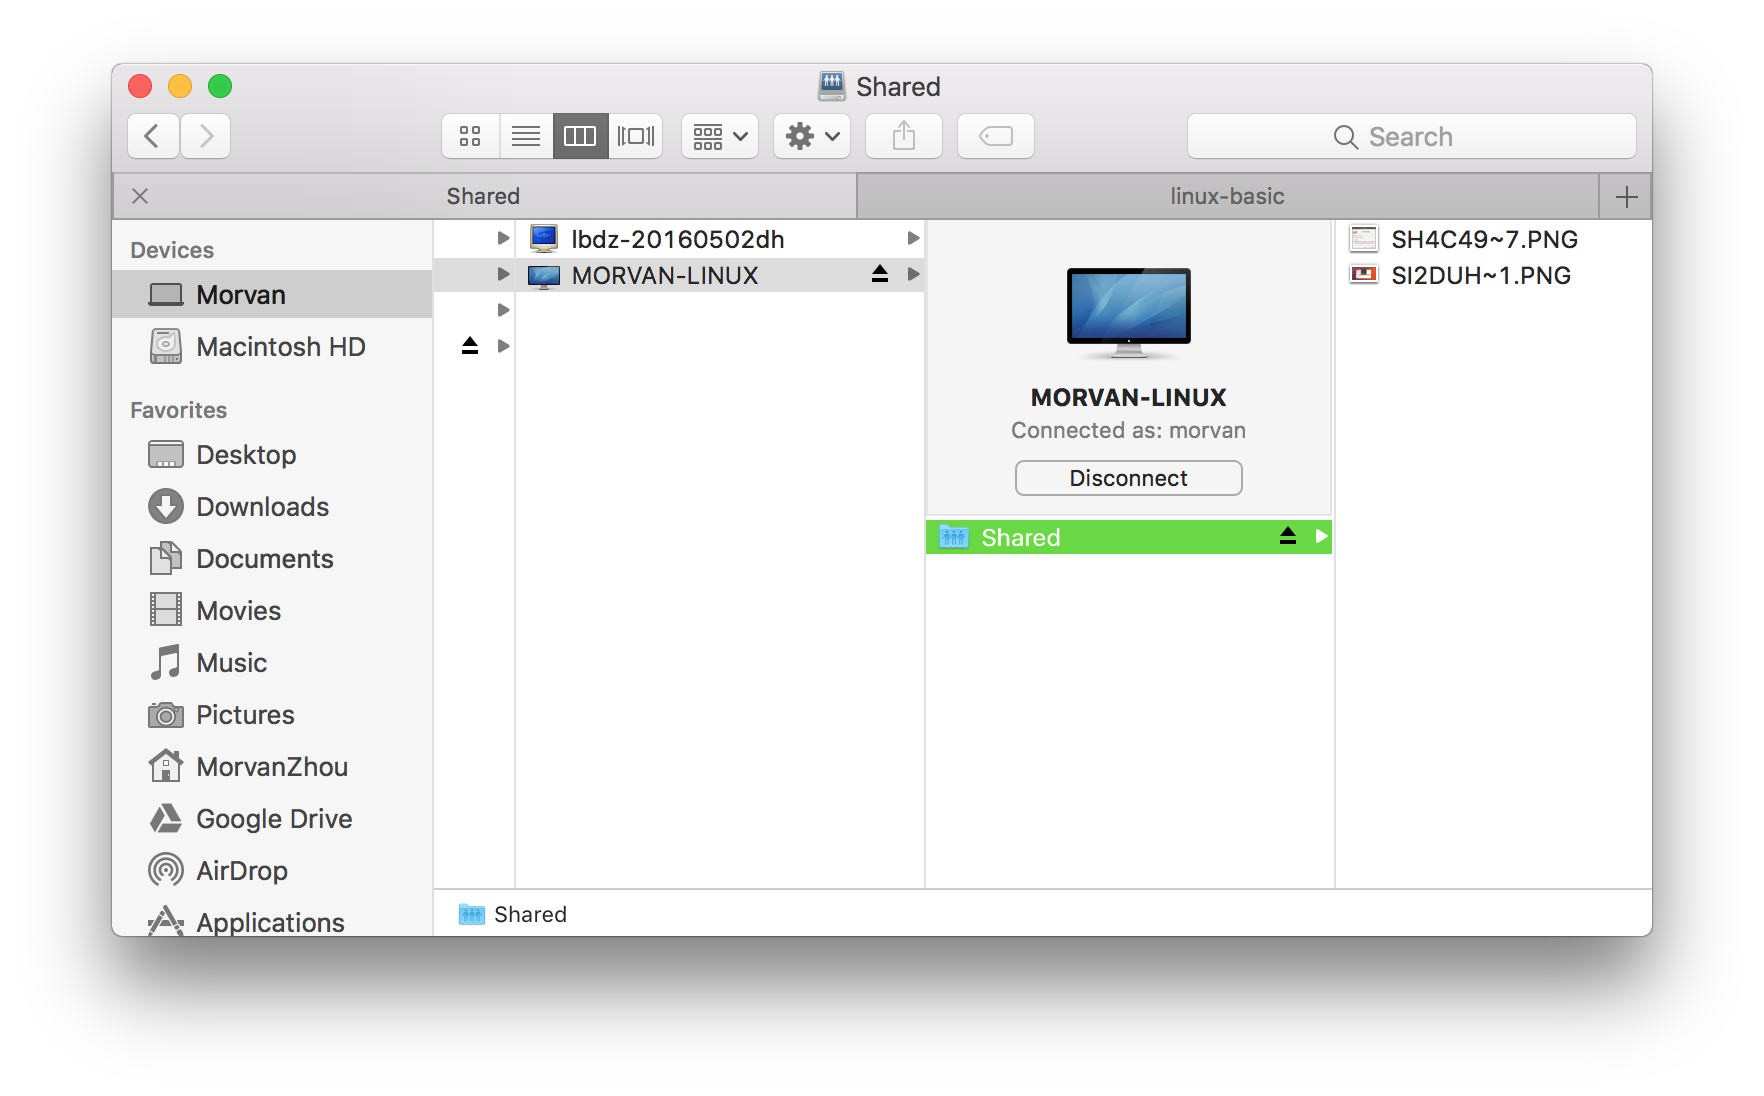 Shared
Search
Shared
linux-basic
Devices
Morvan
Macintosh HD
Favorites
Desktop
Downloads
Documents
Movies
Music
Pictures
MorvanZhou
Google Drive
AirDrop
Applications
lbdz-20160502dh
MORVAN-LINUX
MORVAN-LINUX
Connected as: morvan
Disconnect
Shared
SH4C49~7.PNG
SI2DUH~1.PNG
Shared